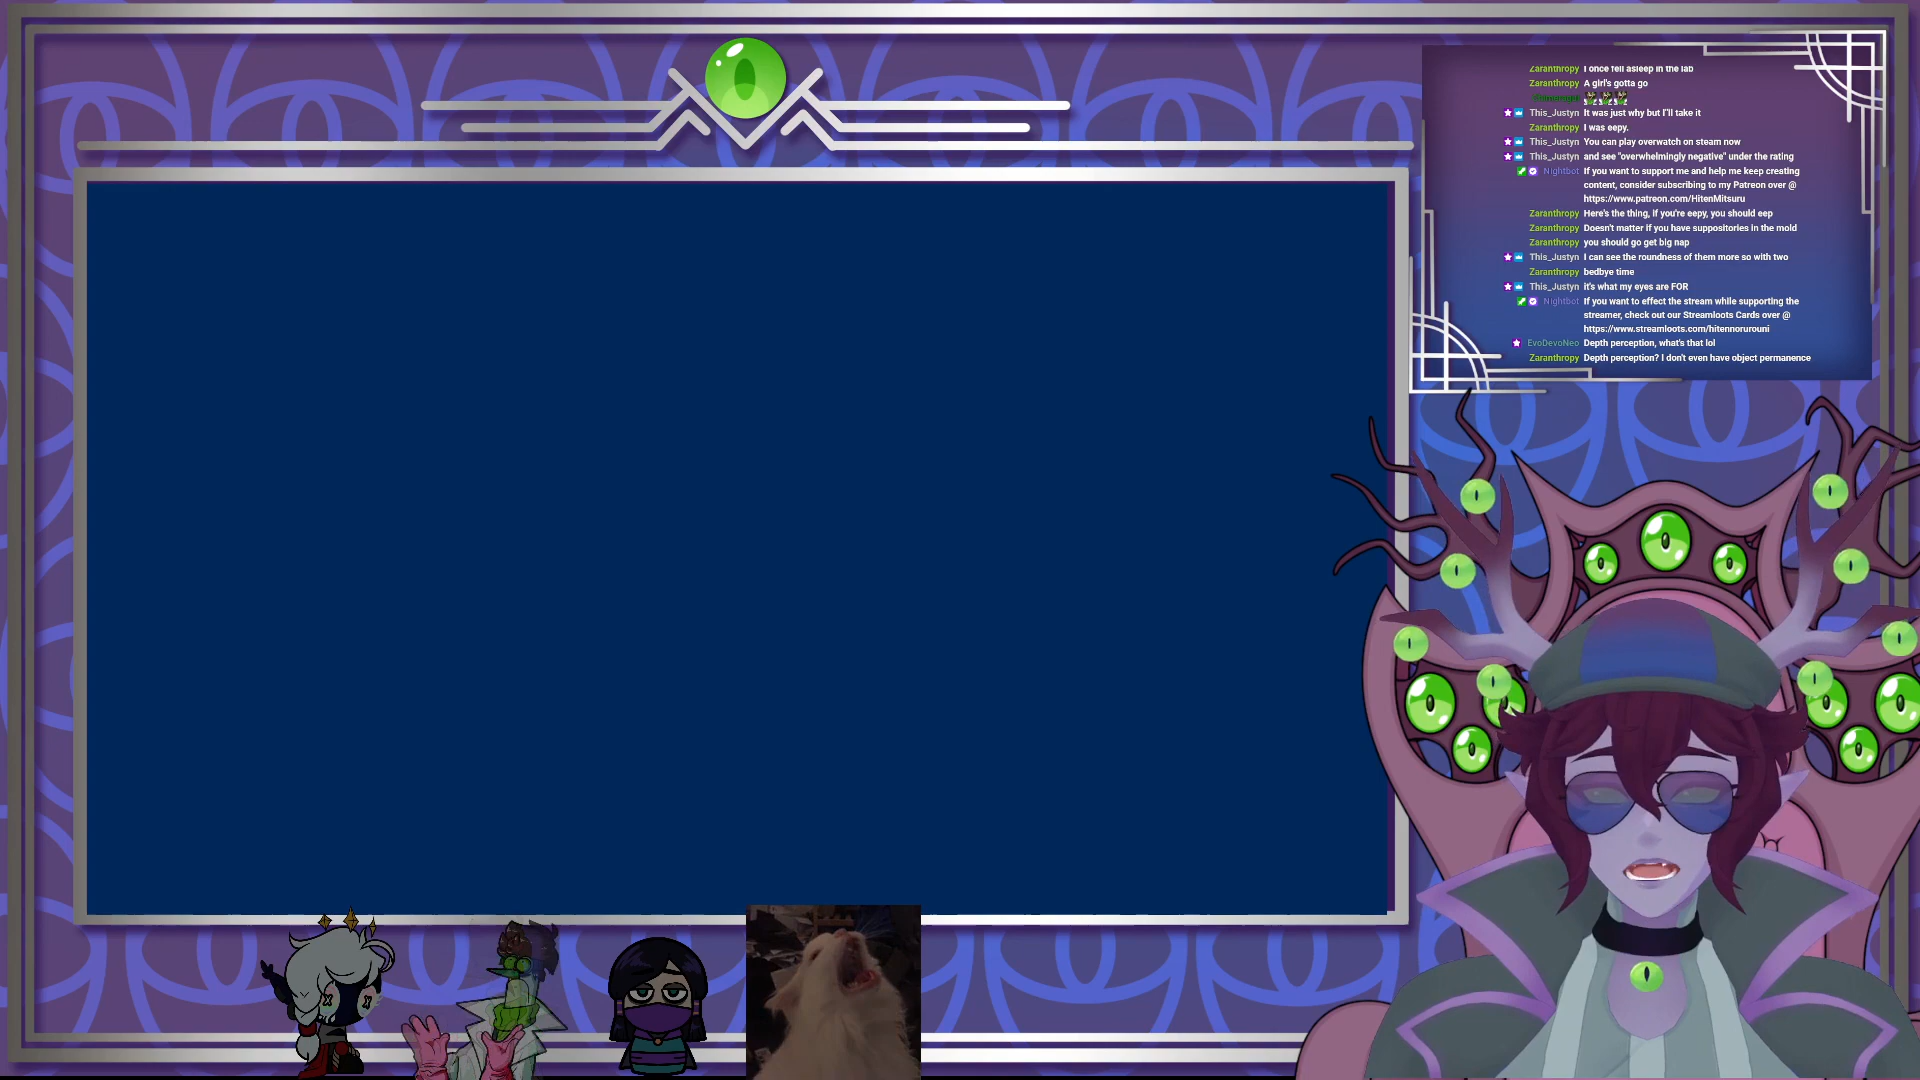 Zaranthropy I once fell asleep in the lab
Zaranthropy A girl's gotta go
This_Justyn It was just why but I'll take it
Zaranthropy I was eepy.
This_Justyn You can play overwatch on steam now
This_Justyn and see "overwhelmingly negative" under the rating
Nightbot If you want to support me and help me keep creating
content, consider subscribing to my Patreon over @
https://www.patreon.com/HitenMitsuru
Zaranthropy Here's the thing, if you're eepy, you should eep
Zaranthropy Doesn't matter if you have suppositories in the mold
Zaranthropy you should go get big nap
This_Justyn I can see the roundness of them more so with two
Zaranthropy bedbye time
This_Justyn it's what my eyes are FOR
Nightbot If you want to effect the stream while supporting the
streamer, check out our Streamloots Cards over @
https://www.streamloots.com/hitennorurouni
EvoDevoNeo Depth perception, what's that lol
Zaranthropy Depth perception? I don't even have object permanence